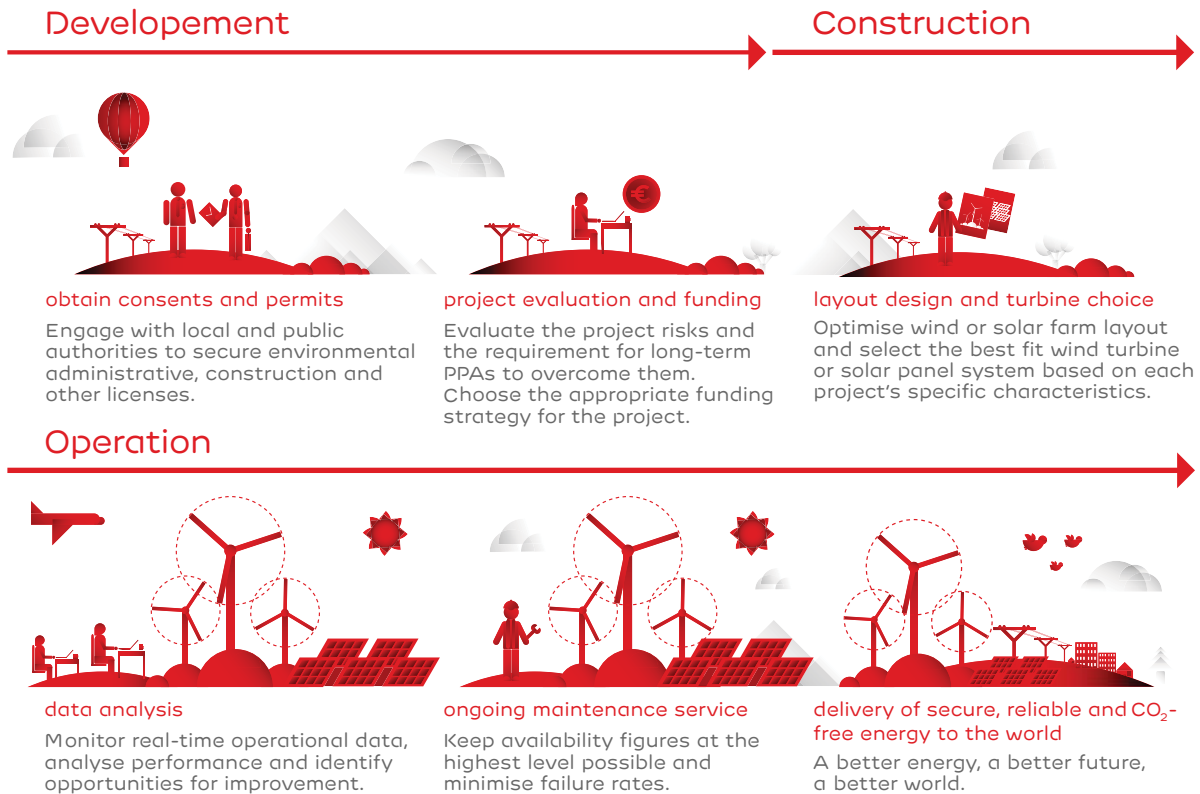 Developement
Construction
€
obtain consents and permits
Engage with local and public
authorities to secure environmental
administrative, construction and
other licenses.
project evaluation and funding
Evaluate the project risks and
the requirement for long-term
PPAs to overcome them.
Choose the appropriate funding
strategy for the project.
layout design and turbine choice
Optimise wind or solar farm layout
and select the best fit wind turbine
or solar panel system based on each
project's specific characteristics.
Operation
data analysis
Monitor real-time operational data,
analyse performance and identify
opportunities for improvement.
ongoing maintenance service
Keep availability figures at the
highest level possible and
minimise failure rates.
delivery of secure, reliable and CO₂-
free energy to the world
A better energy, a better future,
a better world.